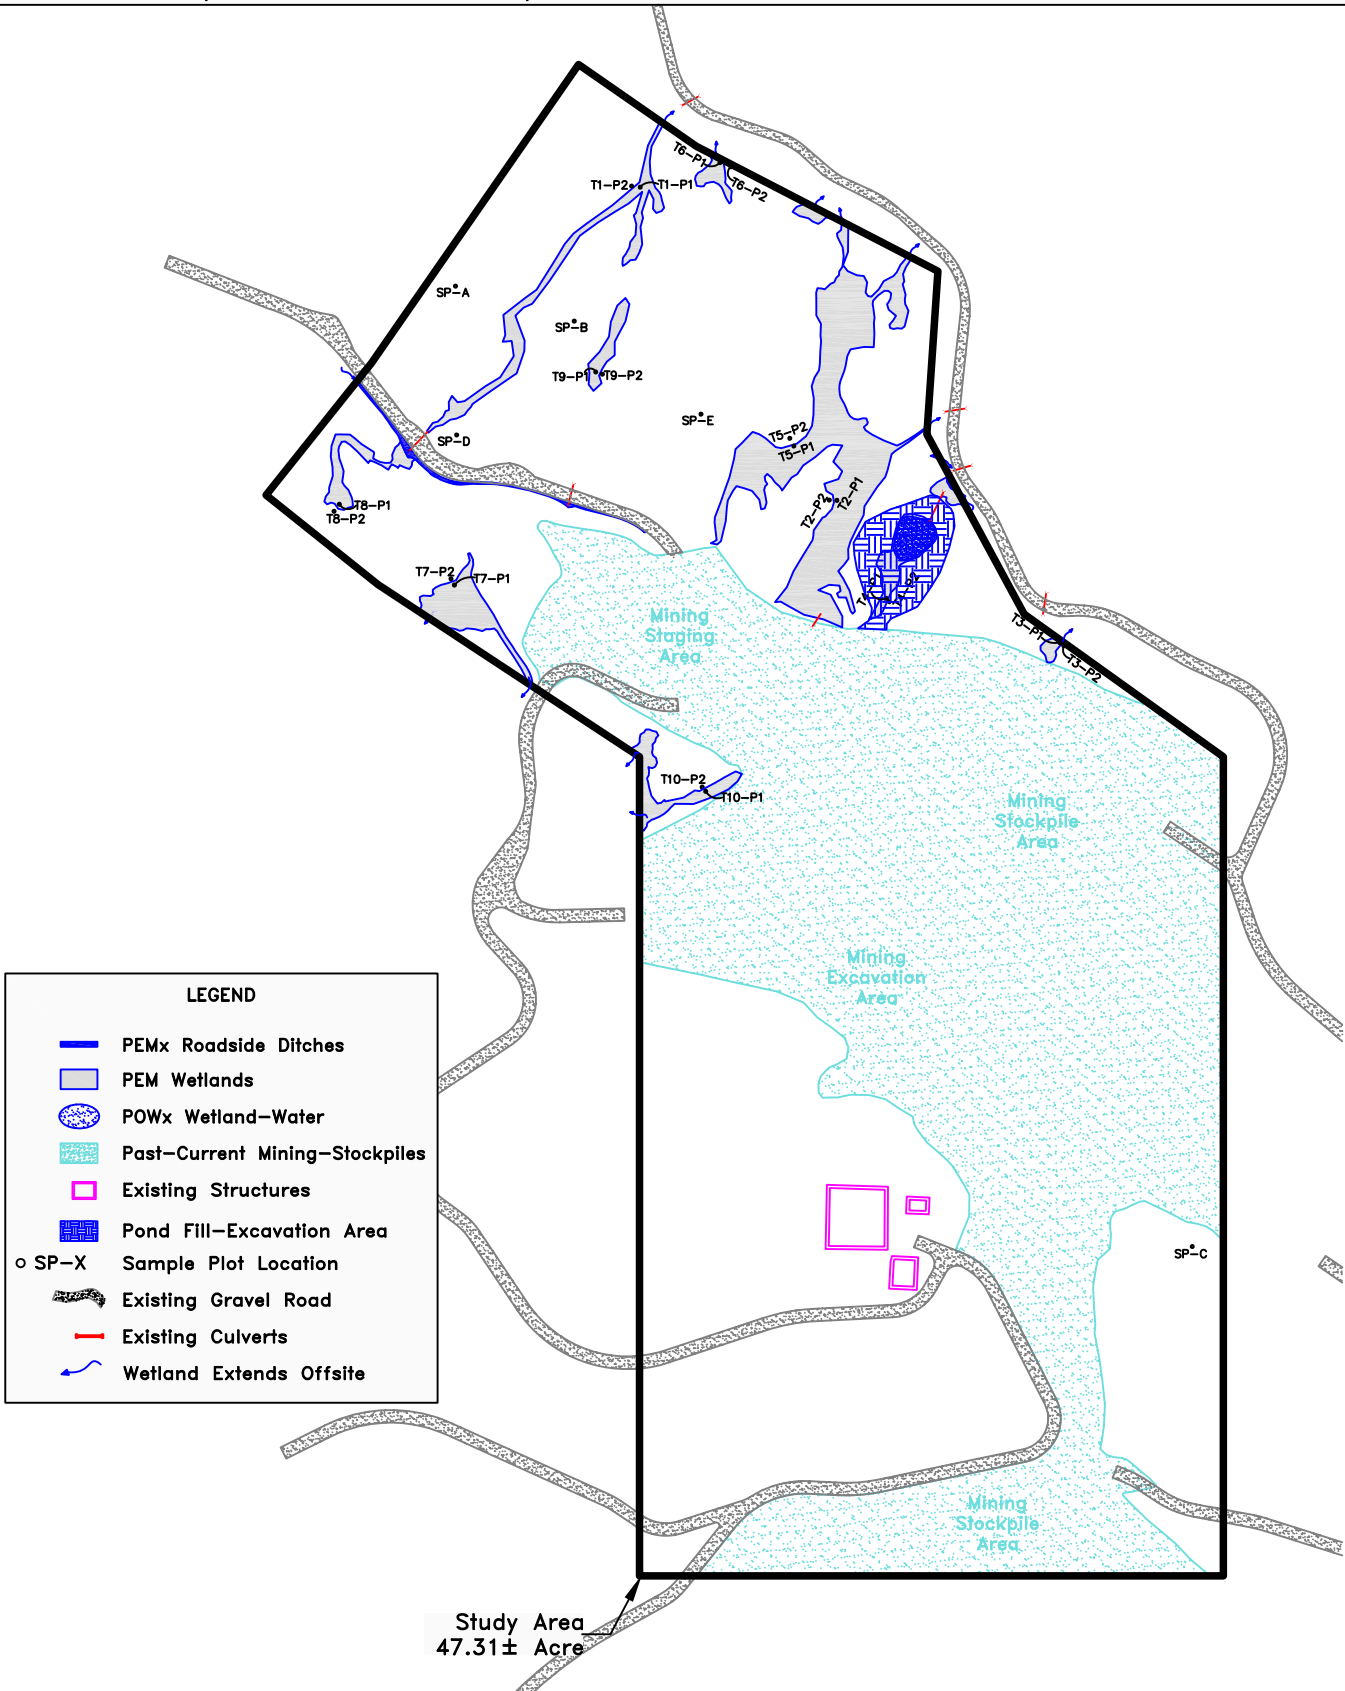 T6-P1
T6-P2
T1-P2
T1-P1
SP-A
SP-B
T9-P1
T9-P2
SP-E
SP-D
T5-P2
T5-P1
T2-P2
T2-P1
T8-P1
T8-P2
T7-P2
T7-P1
Mining
Staging
Area
T3-P1
T3-P2
T10-P2
T10-P1
Mining
Stockpile
Area
Mining
Excavation
Area
LEGEND
PEMx Roadside Ditches
PEM Wetlands
POWx Wetland-Water
Past-Current Mining-Stockpiles
Existing Structures
Pond Fill-Excavation Area
SP-X Sample Plot Location
Existing Gravel Road
Existing Culverts
Wetland Extends Offsite
SP-C
Mining
Stockpile
Area
Study Area
47.31± Acre